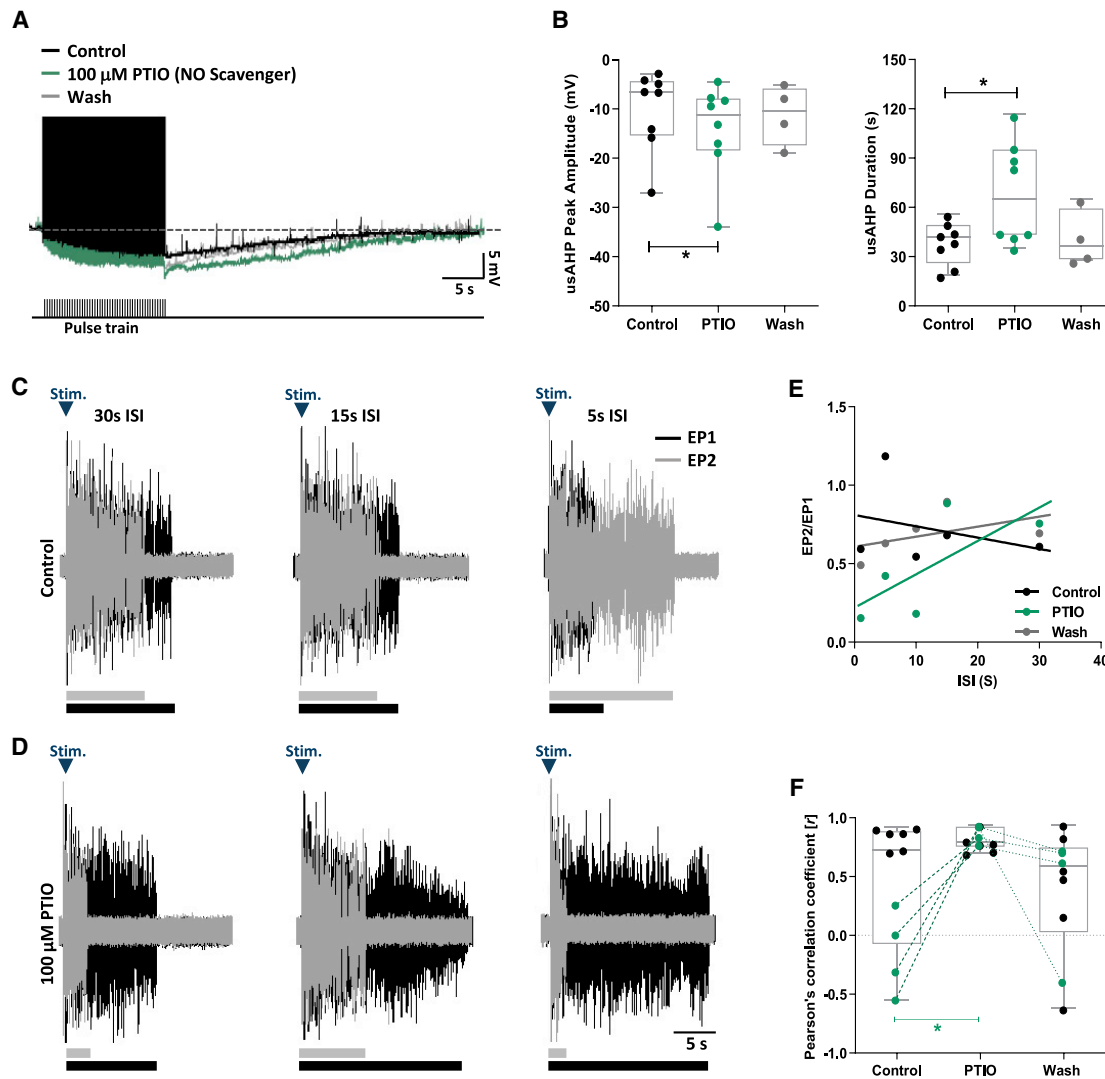 A
Control
100 μM PTIO (NO Scavenger)
Wash
5 mV
5 s
Pulse train
B
usAHP Peak Amplitude (mV)
0
-10
-20
-30
-40
-50
*
Control PTIO Wash
usAHP Duration (s)
150
120
90
60
30
0
*
Control PTIO Wash
C
Stim. Stim. Stim.
30s ISI 15s ISI 5s ISI
EP1
EP2
Control
D
Stim. Stim. Stim.
100 μM PTIO
5 s
E
EP2/EP1
1.5
1.0
0.5
0.0
Control
PTIO
Wash
0 10 20 30 40
ISI (S)
F
Pearson's correlation coefficient [r]
1.0
0.5
0.0
-0.5
-1.0
*
Control PTIO Wash